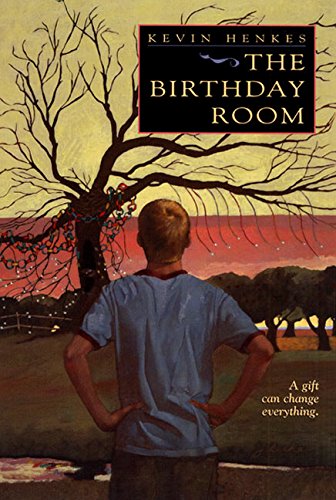 KEVIN HENKES
THE
BIRTHDAY
ROOM
A gift
can change
everything.